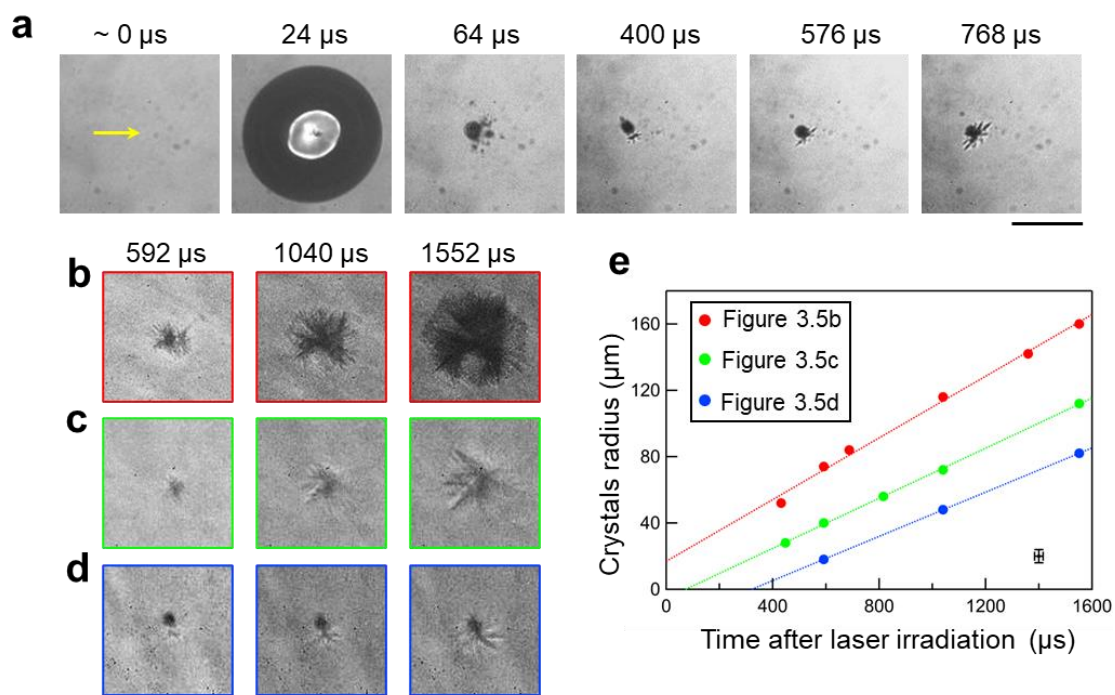 a
~ 0 µs 24 µs 64 µs 400 µs 576 µs 768 µs
b
592 µs 1040 µs 1552 µs
c
d
e
Crystals radius (µm)
160
120
80
40
0
Figure 3.5b
Figure 3.5c
Figure 3.5d
0 400 800 1200 1600
Time after laser irradiation (µs)